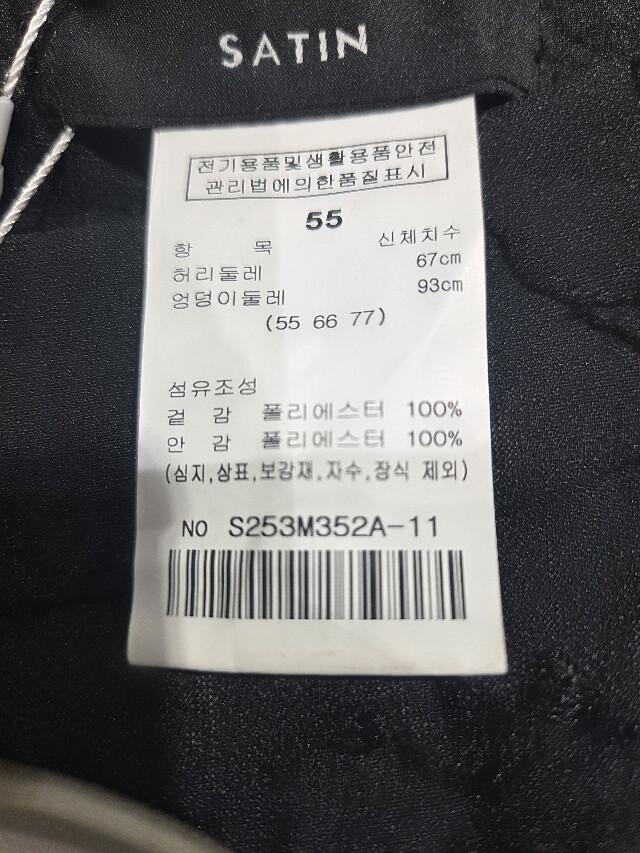 SATIN
전기용품및생활용품안전
관리법에의한품질표시
55
항 목 신체치수
허리둘레 67cm
엉덩이둘레 93cm
(55 66 77)
섬유조성
겉 감 폴리에스터 100%
안 감 폴리에스터 100%
(심지,상표,보강재,자수,장식 제외)
NO S253M352A-11